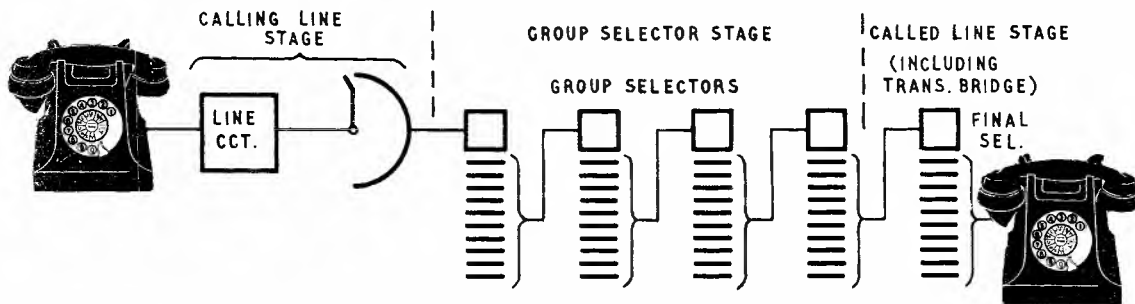 CALLING LINE
STAGE
GROUP SELECTOR STAGE
CALLED LINE STAGE
(INCLUDING
TRANS. BRIDGE)
GROUP SELECTORS
LINE
CCT.
FINAL
SEL.